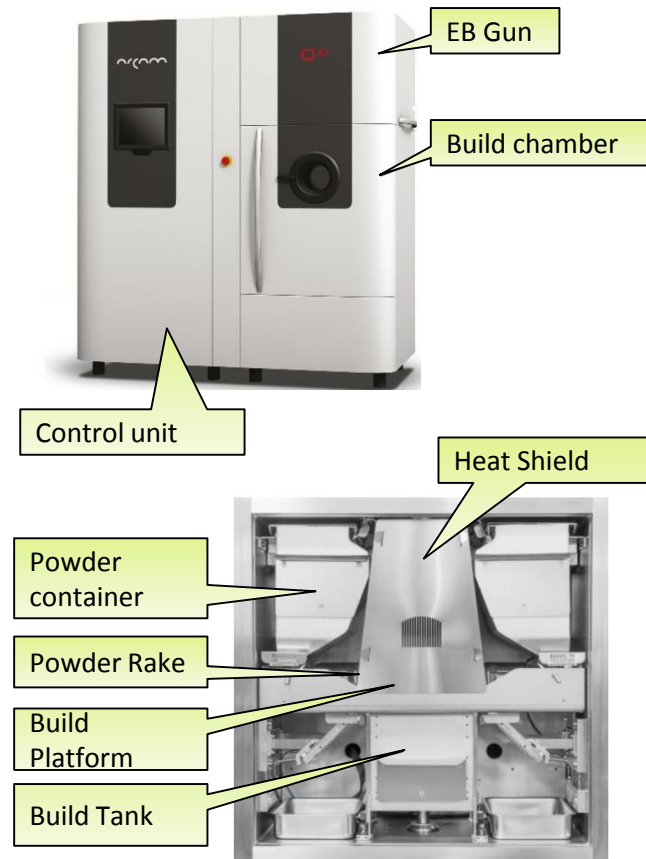 EB Gun
arcam
Q10
Build chamber
Control unit
Heat Shield
Powder
container
Powder Rake
Build
Platform
Build Tank